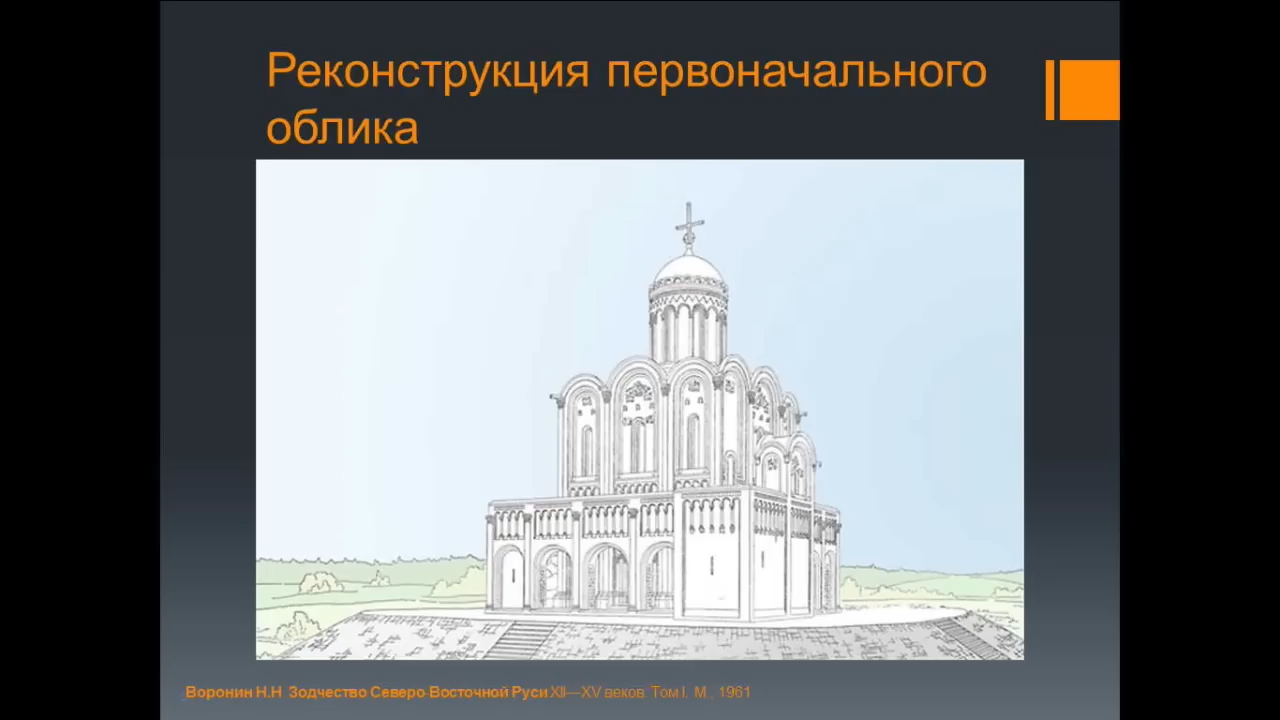 Реконструкция первоначального
облика
Воронин Н.Н Зодчество Северо-Восточной Руси XII—XV веков. Том I. М., 1961